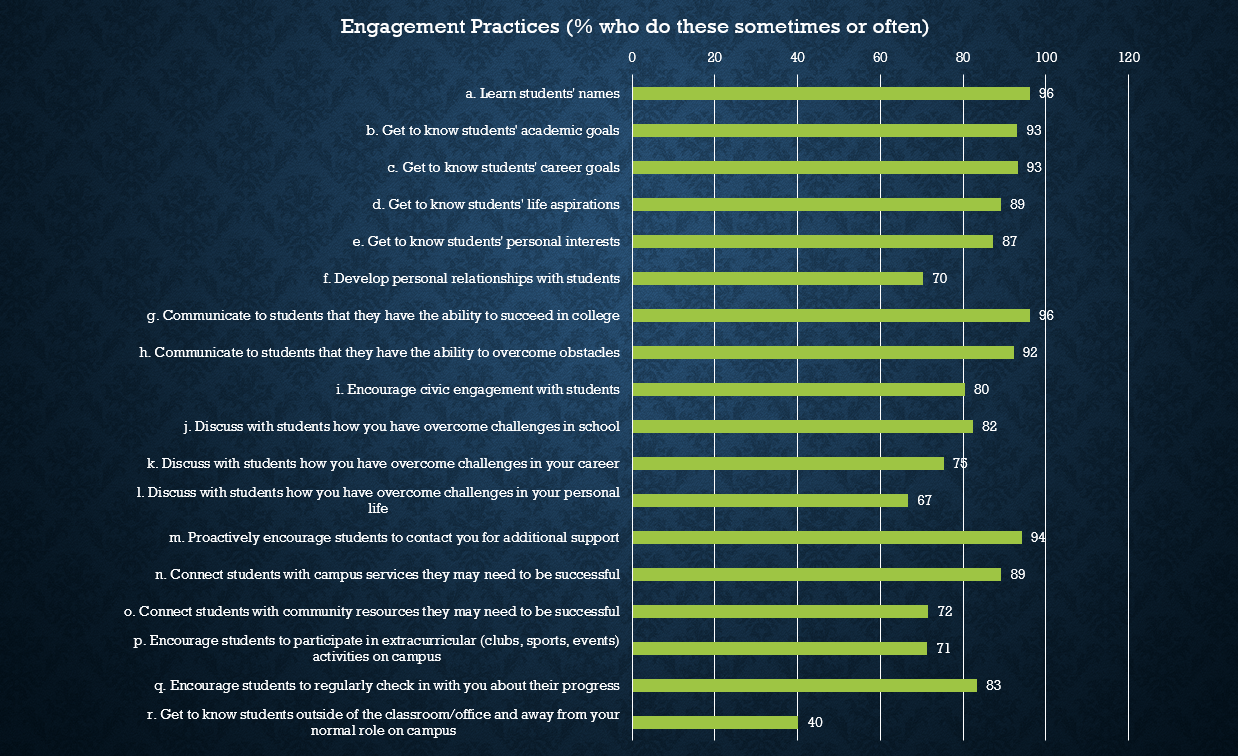 Engagement Practices (% who do these sometimes or often)
0 20 40 60 80 100 120
a. Learn students' names 96
b. Get to know students' academic goals 93
c. Get to know students' career goals 93
d. Get to know students' life aspirations 89
e. Get to know students' personal interests 87
f. Develop personal relationships with students 70
g. Communicate to students that they have the ability to succeed in college 96
h. Communicate to students that they have the ability to overcome obstacles 92
i. Encourage civic engagement with students 80
j. Discuss with students how you have overcome challenges in school 82
k. Discuss with students how you have overcome challenges in your career 75
l. Discuss with students how you have overcome challenges in your personal
life 67
m. Proactively encourage students to contact you for additional support 94
n. Connect students with campus services they may need to be successful 89
o. Connect students with community resources they may need to be successful 72
p. Encourage students to participate in extracurricular (clubs, sports, events)
activities on campus 71
q. Encourage students to regularly check in with you about their progress 83
r. Get to know students outside of the classroom/office and away from your
normal role on campus 40